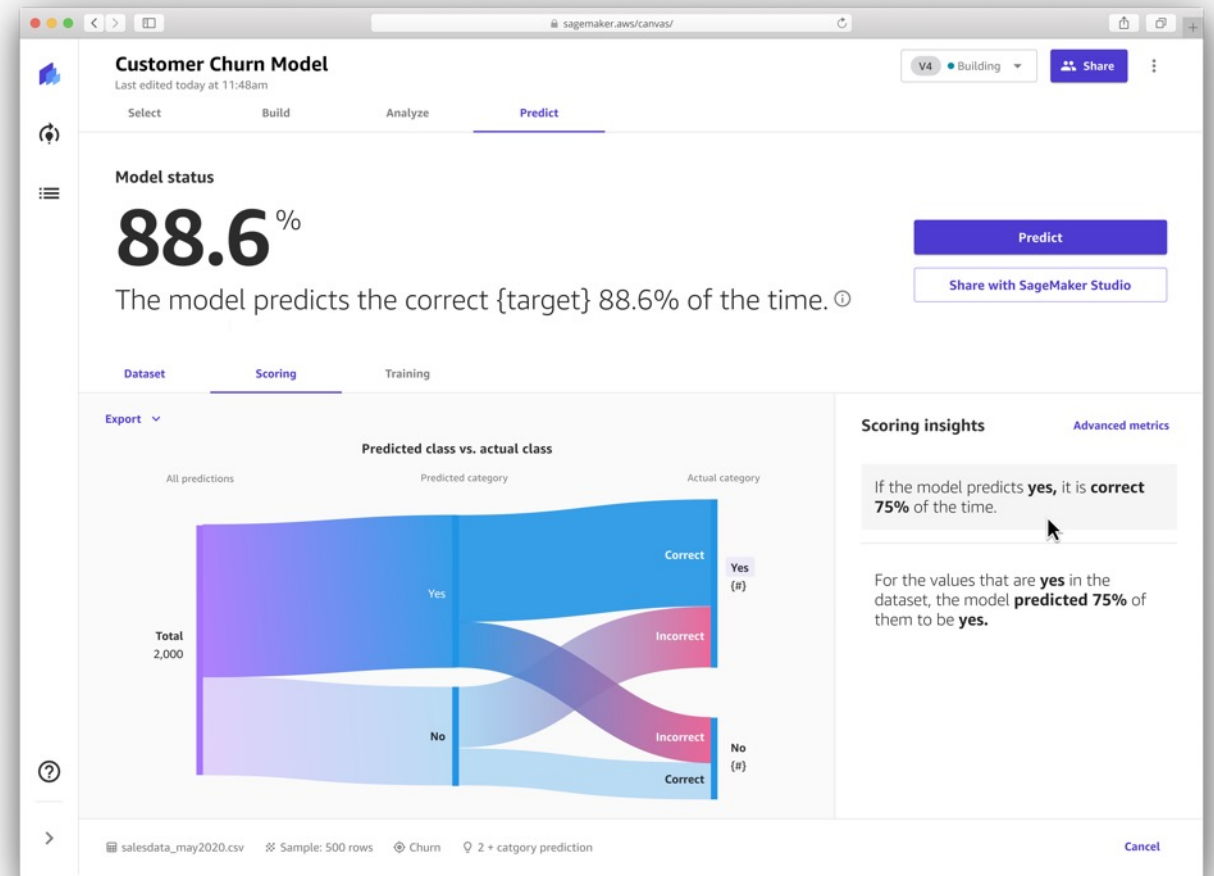 sagemaker.aws/canvas/
Customer Churn Model
Last edited today at 11:48am
V4
Building
Share
Select
Build
Analyze
Predict
Model status
88.6%
The model predicts the correct {target} 88.6% of the time.
Predict
Share with SageMaker Studio
Dataset
Scoring
Training
Export
Predicted class vs. actual class
All predictions
Predicted category
Actual category
Total
2,000
Yes
No
Correct
Incorrect
Incorrect
Correct
Yes
{#}
No
{#}
Scoring insights
Advanced metrics
If the model predicts yes, it is correct
75% of the time.
For the values that are yes in the
dataset, the model predicted 75% of
them to be yes.
salesdata_may2020.csv
Sample: 500 rows
Churn
2 + catgory prediction
Cancel